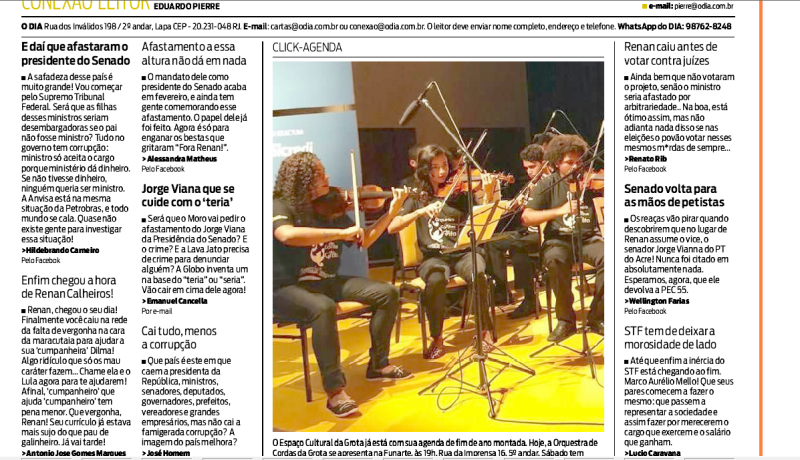 CONEXÃO LEITOR EDUARDO PIERRE
e-mail: pierre@odia.com.br
O DIA Rua dos Inválidos 198 / 2º andar, Lapa CEP - 20.231-048 RJ. E-mail: cartas@odia.com.br ou conexao@odia.com.br. O leitor deve enviar nome completo, endereço e telefone. WhatsApp do DIA: 98762-8248
E daí que afastaram o
presidente do Senado
■ A safadeza desse país é
muito grande! Vou começar
pelo Supremo Tribunal
Federal. Será que as filhas
desses ministros seriam
desembargadoras se o pai
não fosse ministro? Tudo no
governo tem corrupção:
ministro só aceita o cargo
porque ministério dá dinheiro.
Se não tivesse dinheiro,
ninguém queria ser ministro.
A Anvisa está na mesma
situação da Petrobras, e todo
mundo se cala. Quase não
existe gente para investigar
essa situação!
> Hildebrando Carneiro
Pelo Facebook
Enfim chegou a hora
de Renan Calheiros!
■ Renan, chegou o seu dia!
Finalmente você caiu na rede
da falta de vergonha na cara
da maracutaia para ajudar a
sua 'cumpanheira' Dilma!
Algo ridículo que só os mau
caráter fazem... Chame ela e o
Lula agora para te ajudarem!
Afinal, 'cumpanheiro' que
ajuda 'cumpanheiro' tem
pena menor. Que vergonha,
Renan! Seu currículo já estava
mais sujo do que pau de
galinheiro. Já vai tarde!
> Antonio Jose Gomes Marques
Afastamento a essa
altura não dá em nada
■ O mandato dele como
presidente do Senado acaba
em fevereiro, e ainda tem
gente comemorando esse
afastamento. O papel dele já
foi feito. Agora é só para
enganar os bestas que
gritaram "Fora Renan!".
> Alessandra Matheus
Pelo Facebook
Jorge Viana que se
cuide com o 'teria'
■ Será que o Moro vai pedir o
afastamento do Jorge Viana
da Presidência do Senado? E
o crime? E a Lava Jato precisa
de crime para denunciar
alguém? A Globo inventa um
na base do "teria" ou "seria".
Vão cair em cima dele agora!
> Emanuel Cancella
Por e-mail
Cai tudo, menos
a corrupção
■ Que país é este em que
caem a presidenta da
República, ministros,
senadores, deputados,
governadores, prefeitos,
vereadores e grandes
empresários, mas não cai a
famigerada corrupção? A
imagem do país melhora?
> José Homem
CLICK-AGENDA
O Espaço Cultural da Grota já está com sua agenda de fim de ano montada. Hoje, a Orquestra de
Cordas da Grota se apresenta na Funarte, às 19h. Rua da Imprensa 16, 5º andar. Sábado tem
Renan caiu antes de
votar contra juízes
■ Ainda bem que não votaram
o projeto, senão o ministro
seria afastado por
arbitrariedade.. Na boa, está
ótimo assim, mas não
adianta nada disso se nas
eleições o povão votar nesses
mesmos m*rdas de sempre...
> Renato Rib
Pelo Facebook
Senado volta para
as mãos de petistas
■ Os reaças vão pirar quando
descobrirem que no lugar de
Renan assume o vice, o
senador Jorge Vianna do PT
do Acre! Nunca foi citado em
absolutamente nada.
Esperamos, agora, que ele
devolva a PEC 55.
> Wellington Farias
Pelo Facebook
STF tem de deixar a
morosidade de lado
■ Até que enfim a inércia do
STF está chegando ao fim.
Marco Aurélio Mello! Que seus
pares comecem a fazer o
mesmo: que passem a
representar a sociedade e
assim fazer por merecerem o
cargo que exercem e o salário
que ganham.
> Lucio Caravana